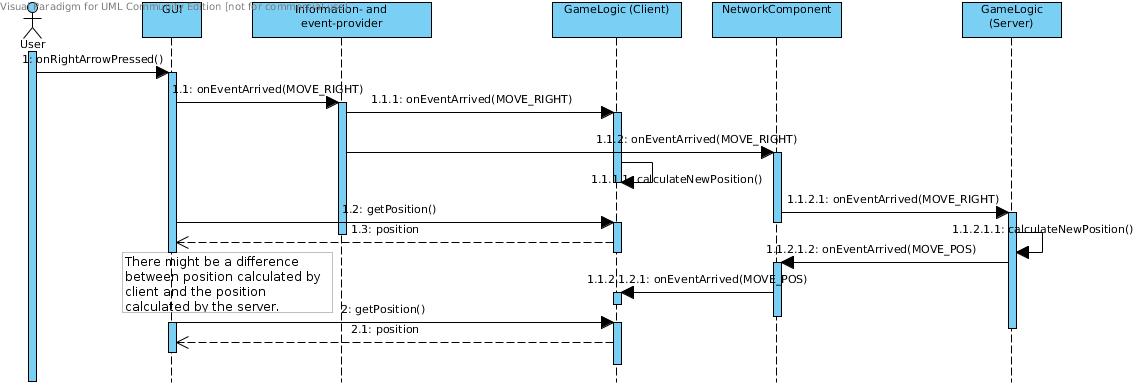 Visual Paradigm for UML Community Edition [not for commercial use]
GUI
Information- and
event-provider
GameLogic (Client)
NetworkComponent
GameLogic
(Server)
User
1: onRightArrowPressed()
1.1: onEventArrived(MOVE_RIGHT)
1.1.1: onEventArrived(MOVE_RIGHT)
1.1.2: onEventArrived(MOVE_RIGHT)
1.1.1.1: calculateNewPosition()
1.1.2.1: onEventArrived(MOVE_RIGHT)
1.2: getPosition()
1.3: position
1.1.2.1.1: calculateNewPosition()
1.1.2.1.2: onEventArrived(MOVE_POS)
There might be a difference
between position calculated by
client and the position
calculated by the server.
1.1.2.1.2.1: onEventArrived(MOVE_POS)
2: getPosition()
2.1: position